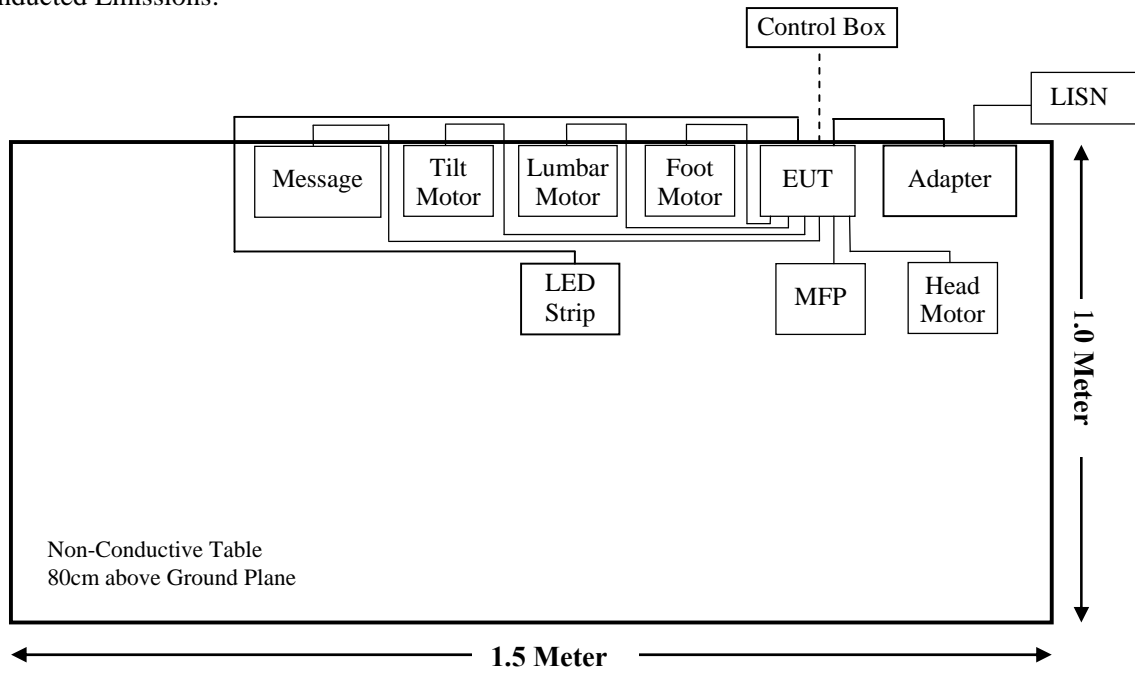 nducted Emissions:
Control Box
LISN
Message
Tilt
Motor
Lumbar
Motor
Foot
Motor
EUT
Adapter
LED
Strip
MFP
Head
Motor
1.0 Meter
Non-Conductive Table
80cm above Ground Plane
1.5 Meter